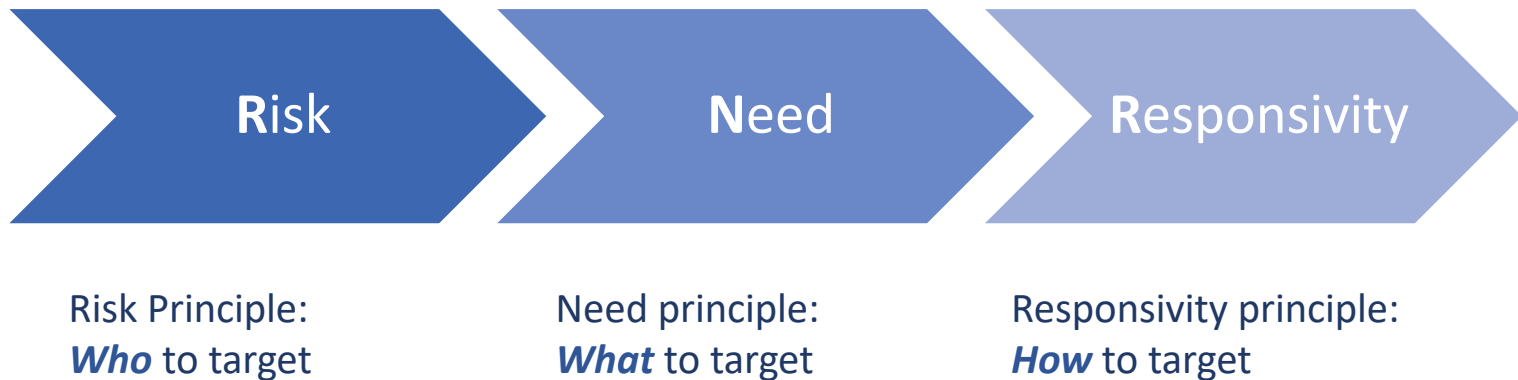 Risk
Need
Responsivity
Risk Principle:
Who to target
Need principle:
What to target
Responsivity principle:
How to target